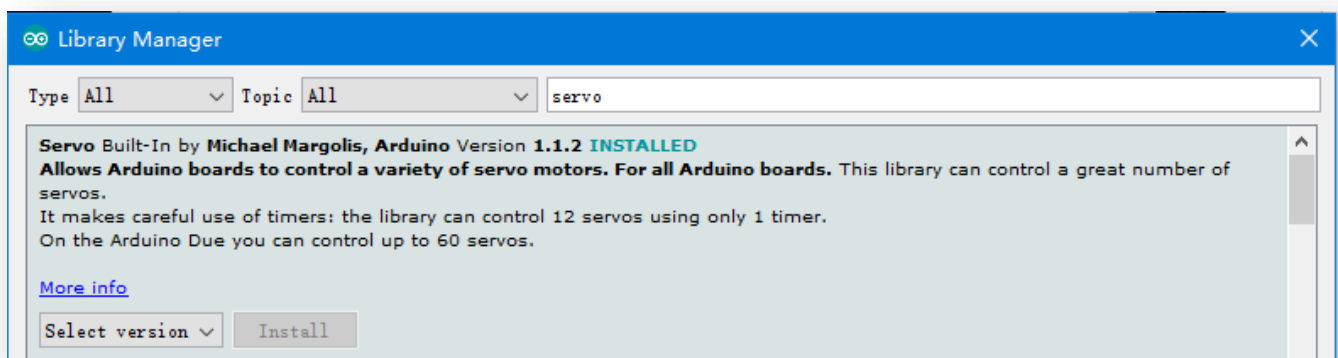 Library Manager
Type All Topic All servo
Servo Built-In by Michael Margolis, Arduino Version 1.1.2 INSTALLED
Allows Arduino boards to control a variety of servo motors. For all Arduino boards. This library can control a great number of
servos.
It makes careful use of timers: the library can control 12 servos using only 1 timer.
On the Arduino Due you can control up to 60 servos.
More info
Select version Install